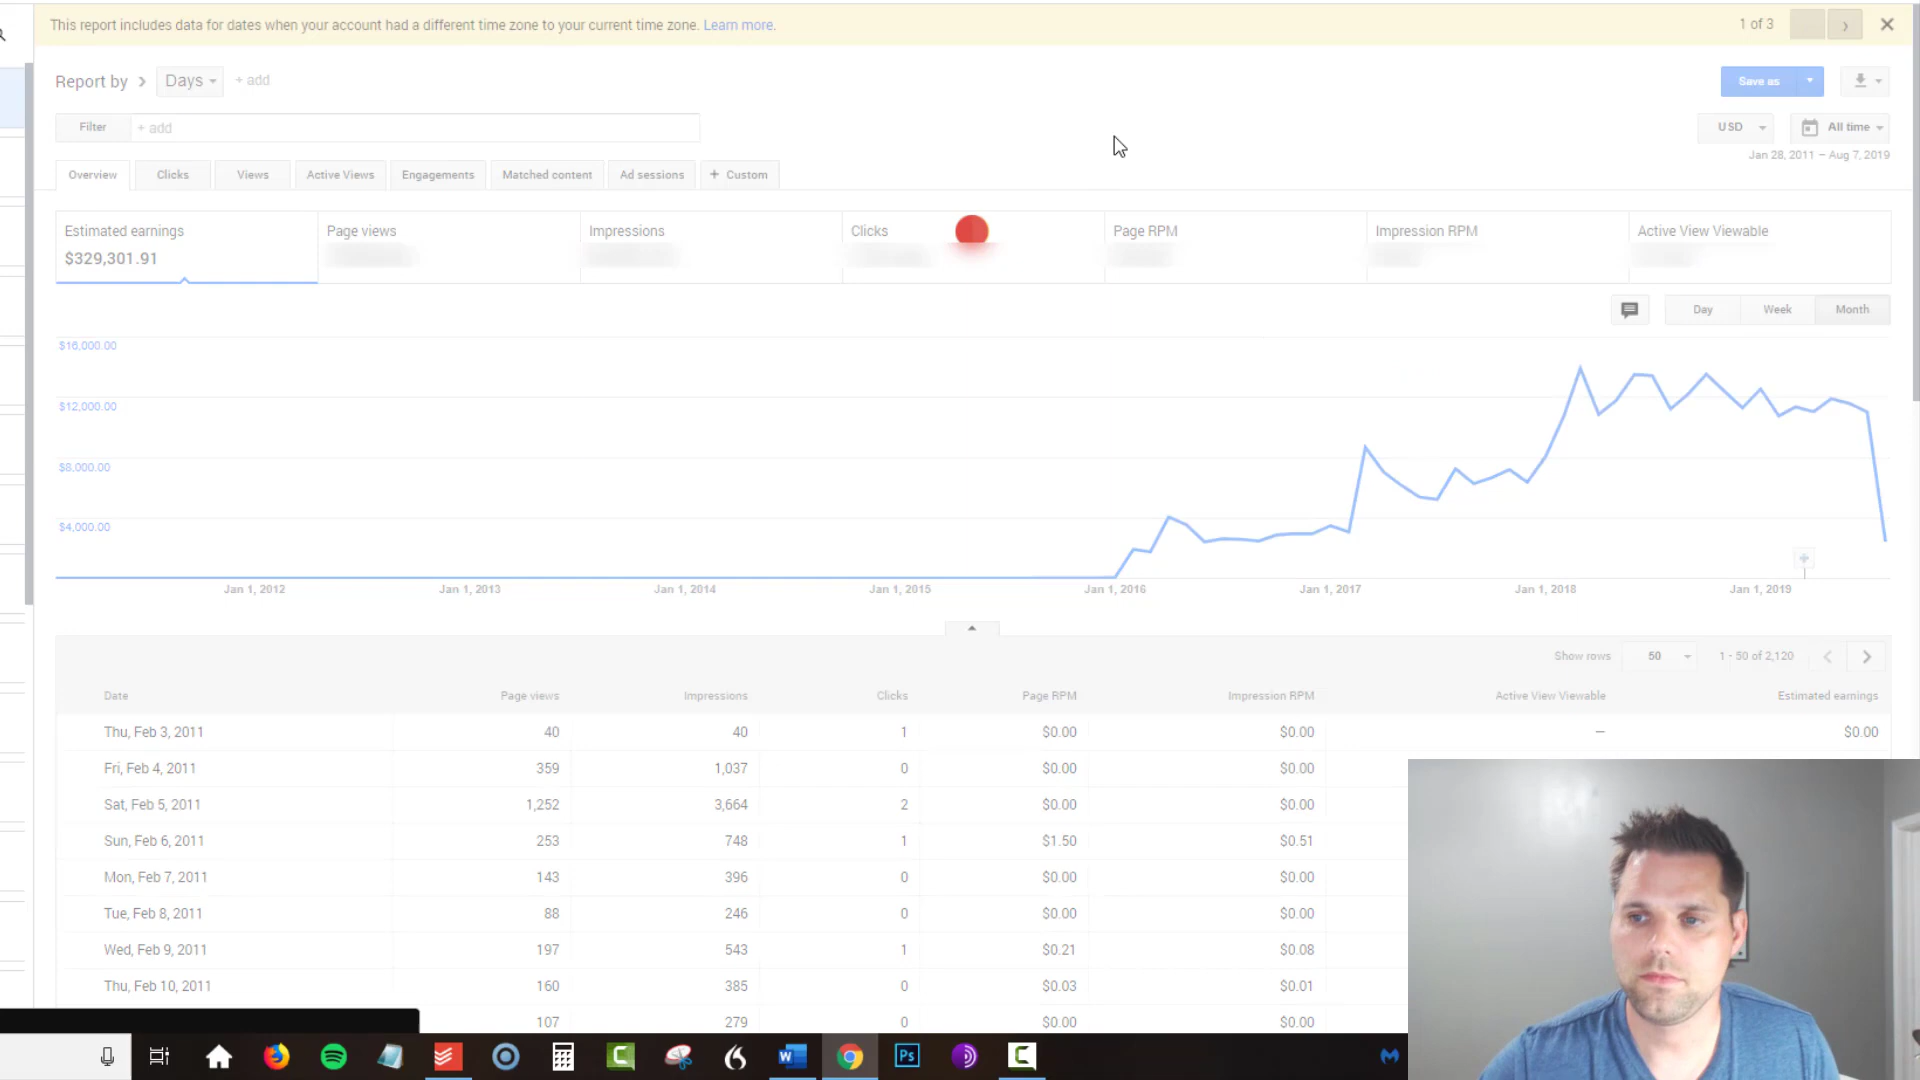 This report includes data for dates when your account had a different time zone to your current time zone. Learn more.
1 of 3
Report by
Days
+ add
Save as
Filter
+ add
USD
All time
Jan 28, 2011 – Aug 7, 2019
Overview
Clicks
Views
Active Views
Engagements
Matched content
Ad sessions
+ Custom
Estimated earnings
$329,301.91
Page views
Impressions
Clicks
Page RPM
Impression RPM
Active View Viewable
Day
Week
Month
$16,000.00
$12,000.00
$8,000.00
$4,000.00
Jan 1, 2012
Jan 1, 2013
Jan 1, 2014
Jan 1, 2015
Jan 1, 2016
Jan 1, 2017
Jan 1, 2018
Jan 1, 2019
Show rows 50 1 - 50 of 2,120
Date Page views Impressions Clicks Page RPM Impression RPM Active View Viewable Estimated earnings
Thu, Feb 3, 2011 40 40 1 $0.00 $0.00 — $0.00
Fri, Feb 4, 2011 359 1,037 0 $0.00 $0.00
Sat, Feb 5, 2011 1,252 3,664 2 $0.00 $0.00
Sun, Feb 6, 2011 253 748 1 $1.50 $0.51
Mon, Feb 7, 2011 143 396 0 $0.00 $0.00
Tue, Feb 8, 2011 88 246 0 $0.00 $0.00
Wed, Feb 9, 2011 197 543 1 $0.21 $0.08
Thu, Feb 10, 2011 160 385 0 $0.03 $0.01
107 279 0 $0.00 $0.00
W
Ps